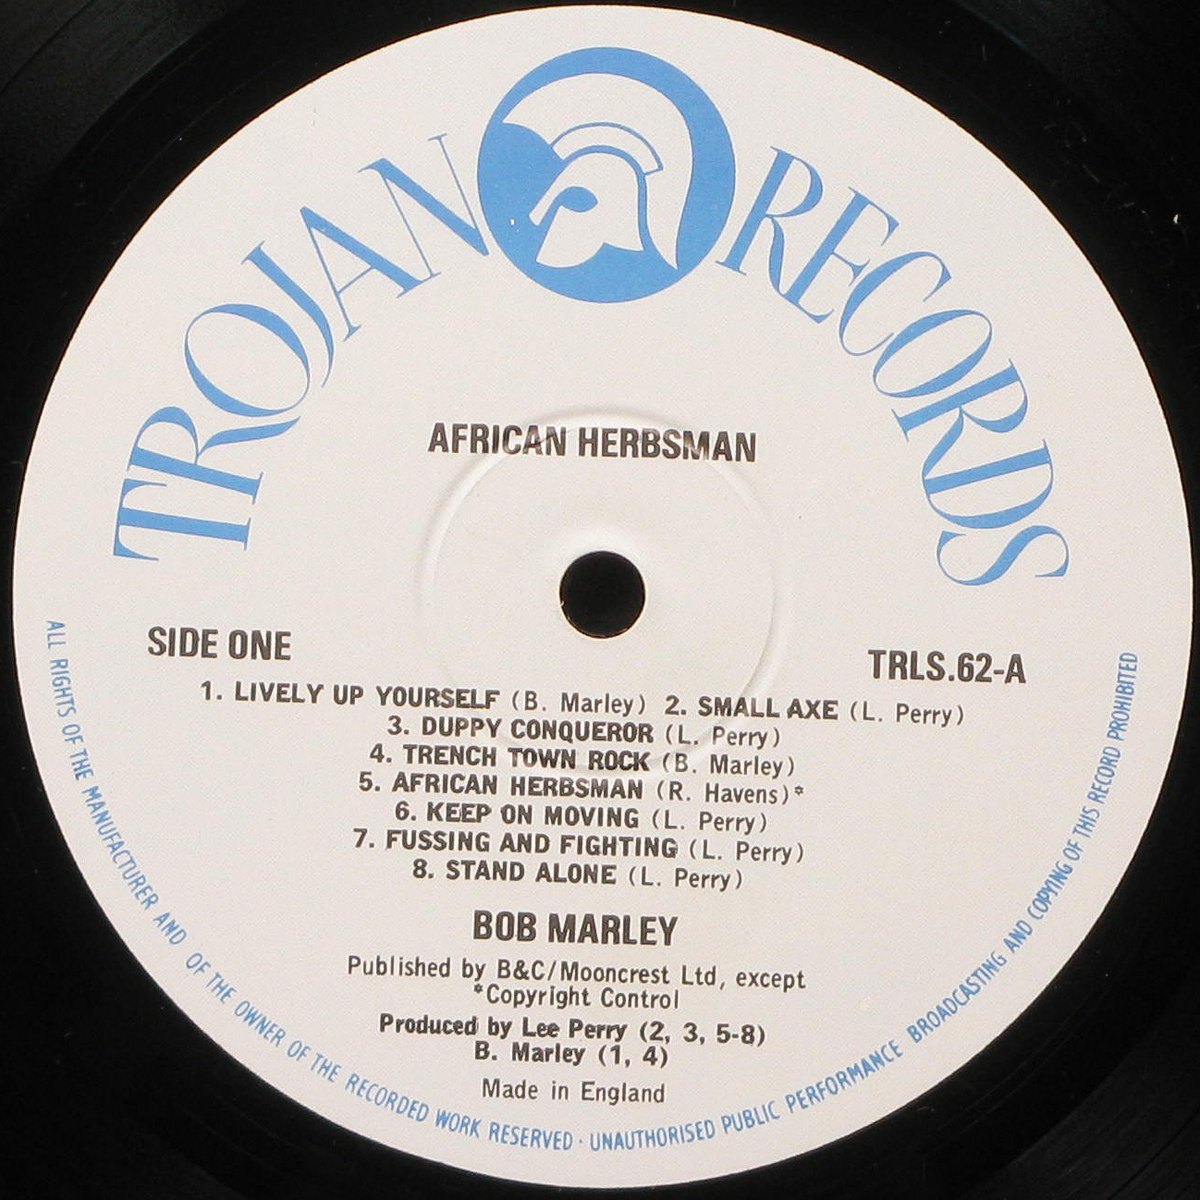 TROJAN RECORDS
AFRICAN HERBSMAN
SIDE ONE
TRLS.62-A
1. LIVELY UP YOURSELF (B. Marley) 2. SMALL AXE (L. Perry)
3. DUPPY CONQUEROR (L. Perry)
4. TRENCH TOWN ROCK (B. Marley)
5. AFRICAN HERBSMAN (R. Havens)*
6. KEEP ON MOVING (L. Perry)
7. FUSSING AND FIGHTING (L. Perry)
8. STAND ALONE (L. Perry)
BOB MARLEY
Published by B&C/Mooncrest Ltd, except
*Copyright Control
Produced by Lee Perry (2, 3, 5-8)
B. Marley (1, 4)
Made in England
ALL RIGHTS OF THE MANUFACTURER AND OF THE OWNER OF THE RECORDED WORK RESERVED · UNAUTHORISED PUBLIC PERFORMANCE BROADCASTING AND COPYING OF THIS RECORD PROHIBITED